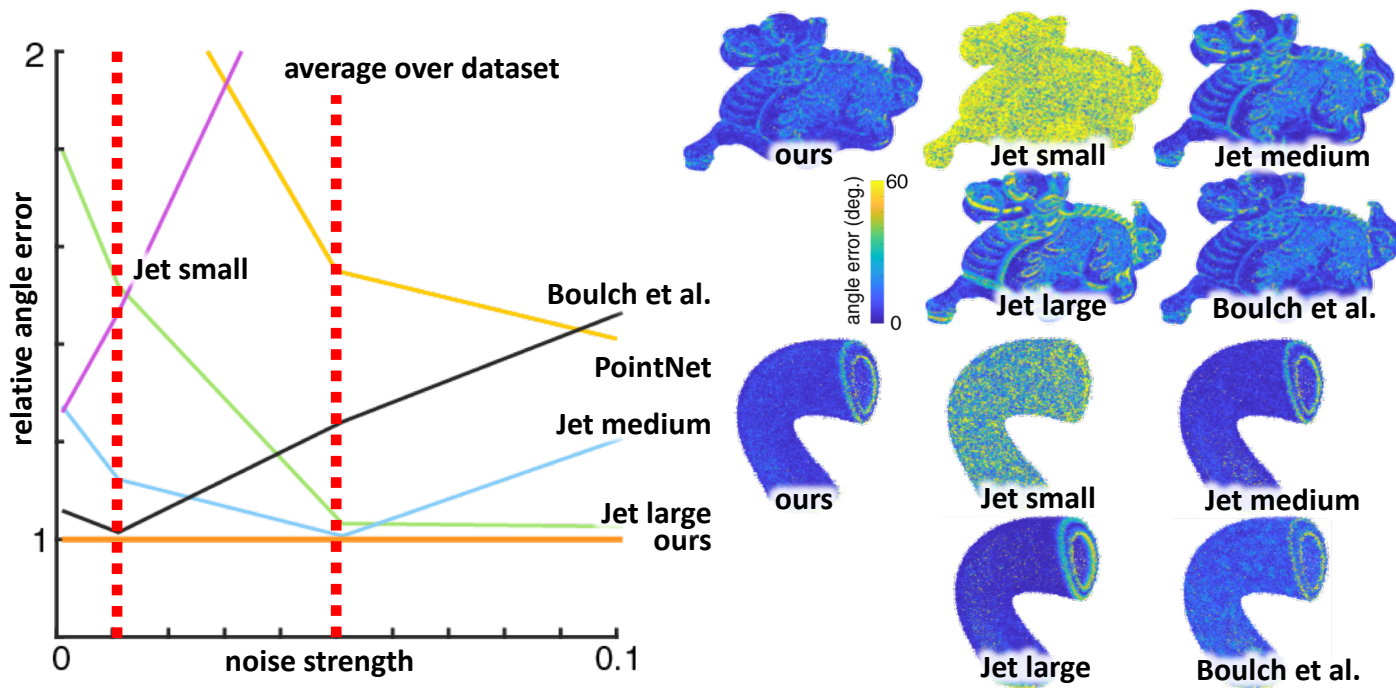 2
average over dataset
relative angle error
Jet small
Boulch et al.
PointNet
Jet medium
Jet large
ours
1
0
noise strength
0.1
ours
Jet small
Jet medium
angle error (deg.)
60
0
Jet large
Boulch et al.
ours
Jet small
Jet medium
Jet large
Boulch et al.